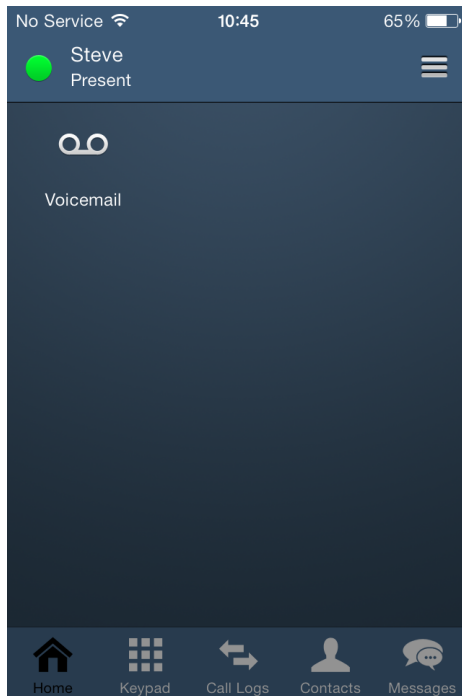 No Service 10:45 65%
Steve
Present
Voicemail
Home Keypad Call Logs Contacts Messages